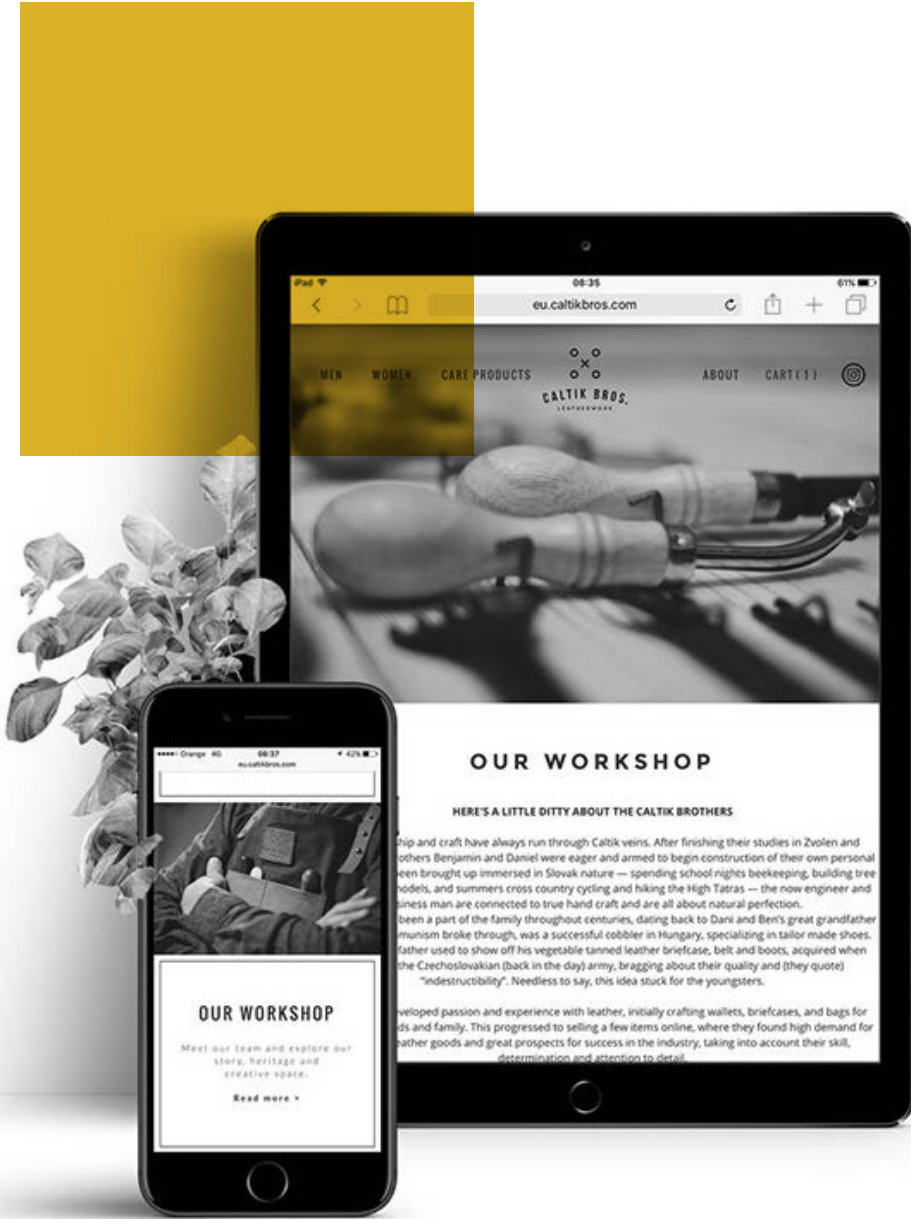 iPad
08:35
61%
eu.caltikbros.com
MEN WOMEN CARE PRODUCTS
ABOUT CART(1)
CALTIK BROS.
LEATHERWORK
OUR WORKSHOP
HERE'S A LITTLE DITTY ABOUT THE CALTIK BROTHERS
and craft have always run through Caltik veins. After finishing their studies in Zvolen and
Benjamin and Daniel were eager and armed to begin construction of their own personal
been brought up immersed in Slovak nature — spending school nights beekeeping, building tree
and summers cross country cycling and hiking the High Tatras — the now engineer and
man are connected to true hand craft and are all about natural perfection.
been a part of the family throughout centuries, dating back to Dani and Ben's great grandfather
broke through, was a successful cobbler in Hungary, specializing in tailor made shoes.
father used to show off his vegetable tanned leather briefcase, belt and boots, acquired when
the Czechoslovakian (back in the day) army, bragging about their quality and (they quote)
"indestructibility". Needless to say, this idea stuck for the youngsters.
passion and experience with leather, initially crafting wallets, briefcases, and bags for
and family. This progressed to selling a few items online, where they found high demand for
goods and great prospects for success in the industry, taking into account their skill,
determination and attention to detail.
Orange 4G
08:37
42%
eu.caltikbros.com
OUR WORKSHOP
Meet our team and explore our
story, heritage and
creative space.
Read more >